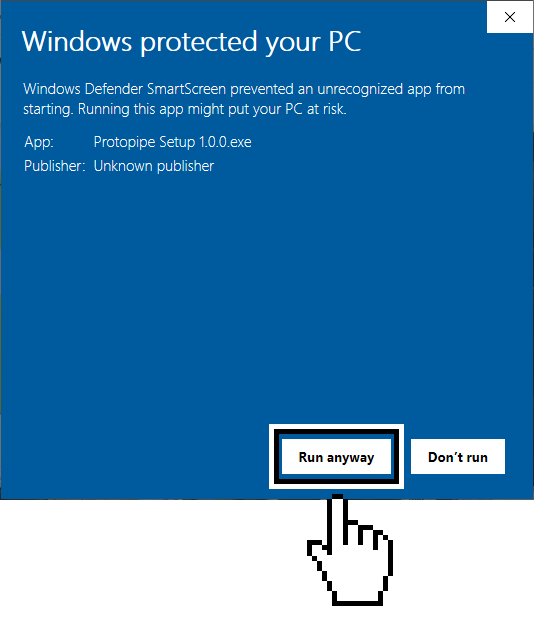 Windows protected your PC
Windows Defender SmartScreen prevented an unrecognized app from
starting. Running this app might put your PC at risk.
App: Protopipe Setup 1.0.0.exe
Publisher: Unknown publisher
Run anyway Don't run